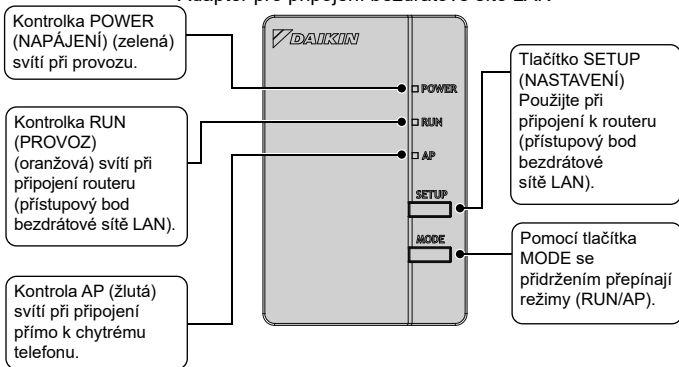 Adaptér pro připojení bezdrátové sítě LAN
Kontrolka POWER
(NAPÁJENÍ) (zelená)
svítí při provozu.
Kontrolka RUN
(PROVOZ)
(oranžová) svítí při
připojení routeru
(přístupový bod
bezdrátové sítě LAN).
Kontrola AP (žlutá)
svítí při připojení
přímo k chytrému
telefonu.
DAIKIN
POWER
RUN
AP
SETUP
MODE
Tlačítko SETUP
(NASTAVENÍ)
Použijte při
připojení k routeru
(přístupový bod
bezdrátové
sítě LAN).
Pomocí tlačítka
MODE se
přidržením přepínají
režimy (RUN/AP).